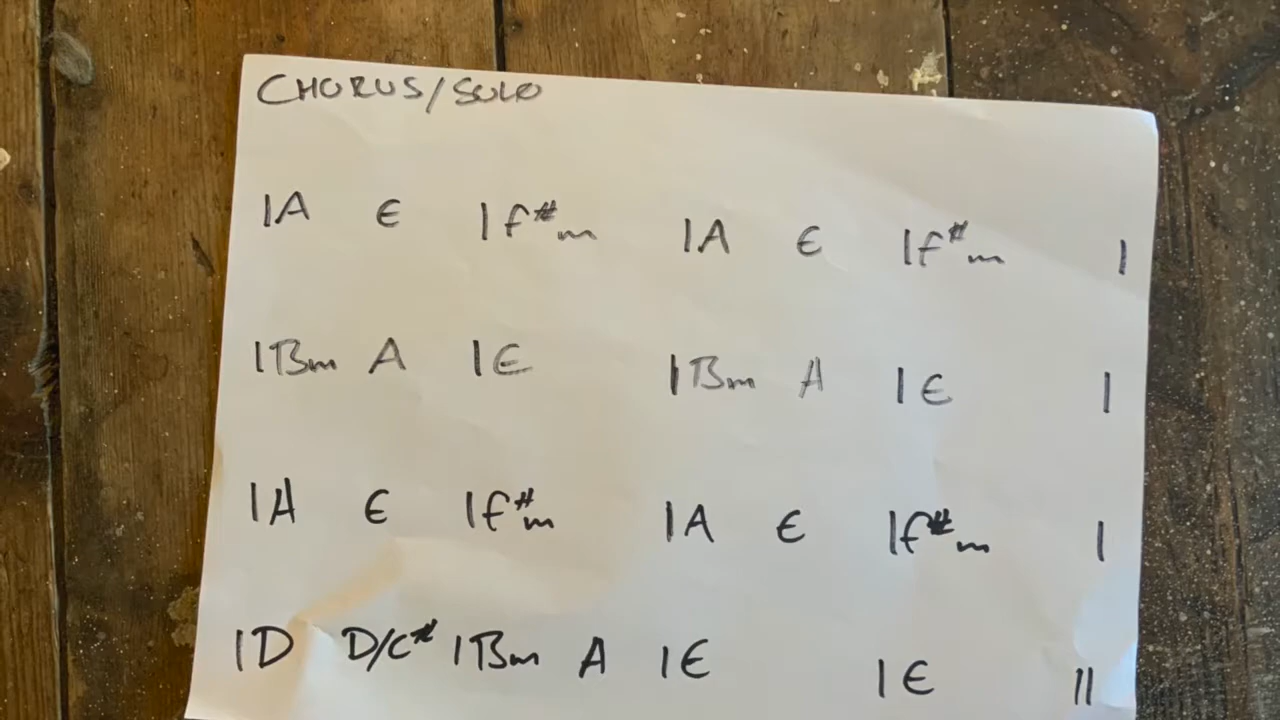 CHORUS/SOLO
|A E |F#m |A E |F#m |
|Bm A |E |Bm A |E |
|A E |F#m |A E |F#m |
|D D/C# |Bm A |E |E ||